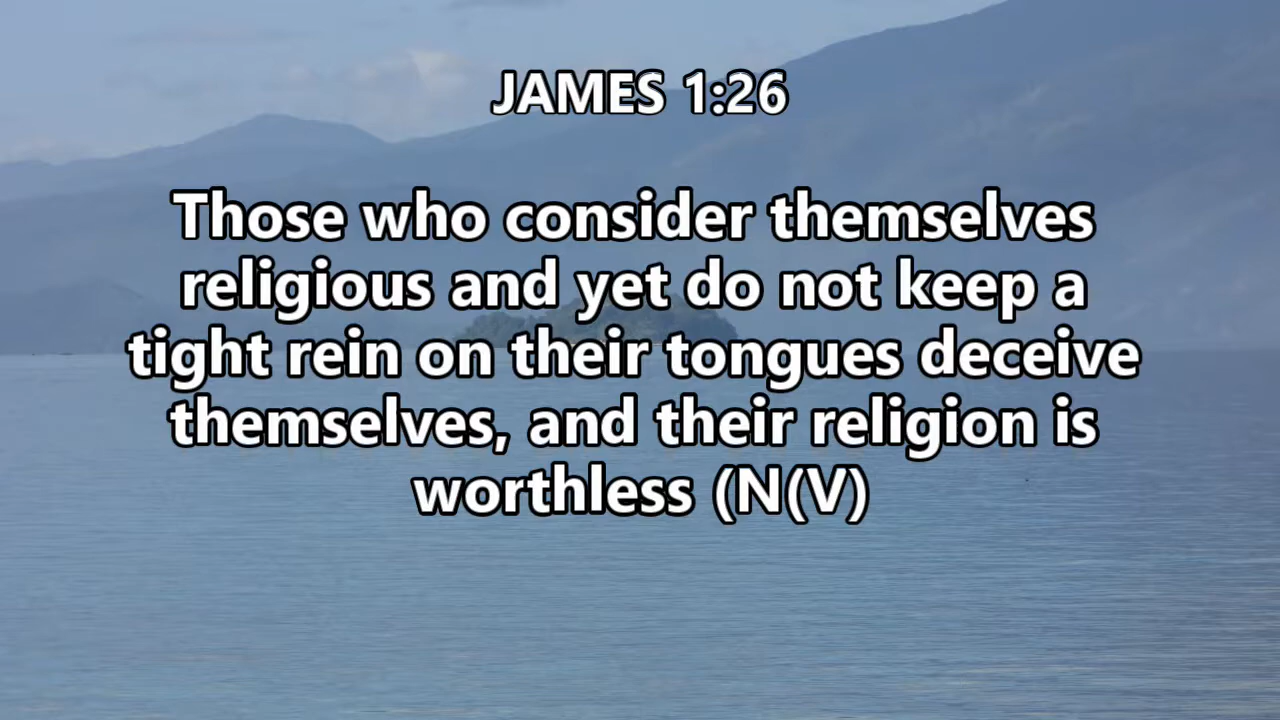 JAMES 1:26
Those who consider themselves
religious and yet do not keep a
tight rein on their tongues deceive
themselves, and their religion is
worthless (N(V)